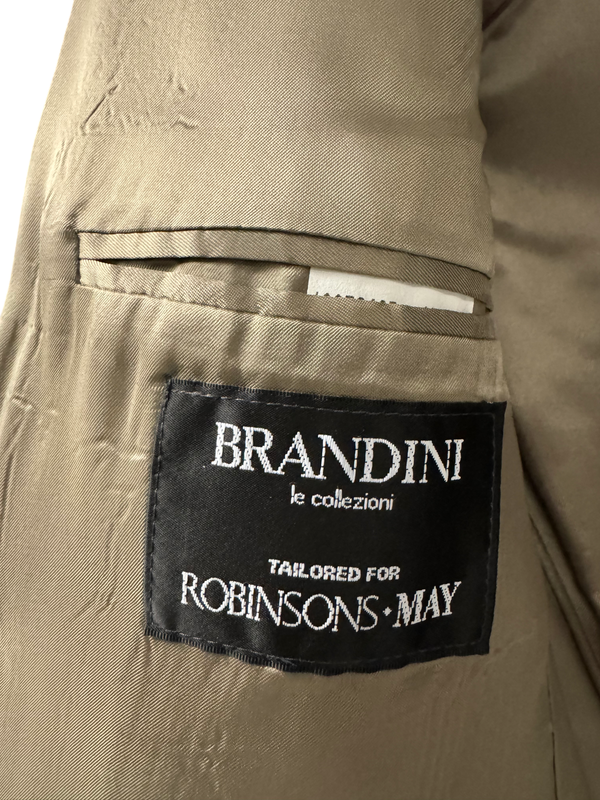 BRANDINI
le collezioni
TAILORED FOR
ROBINSONS·MAY